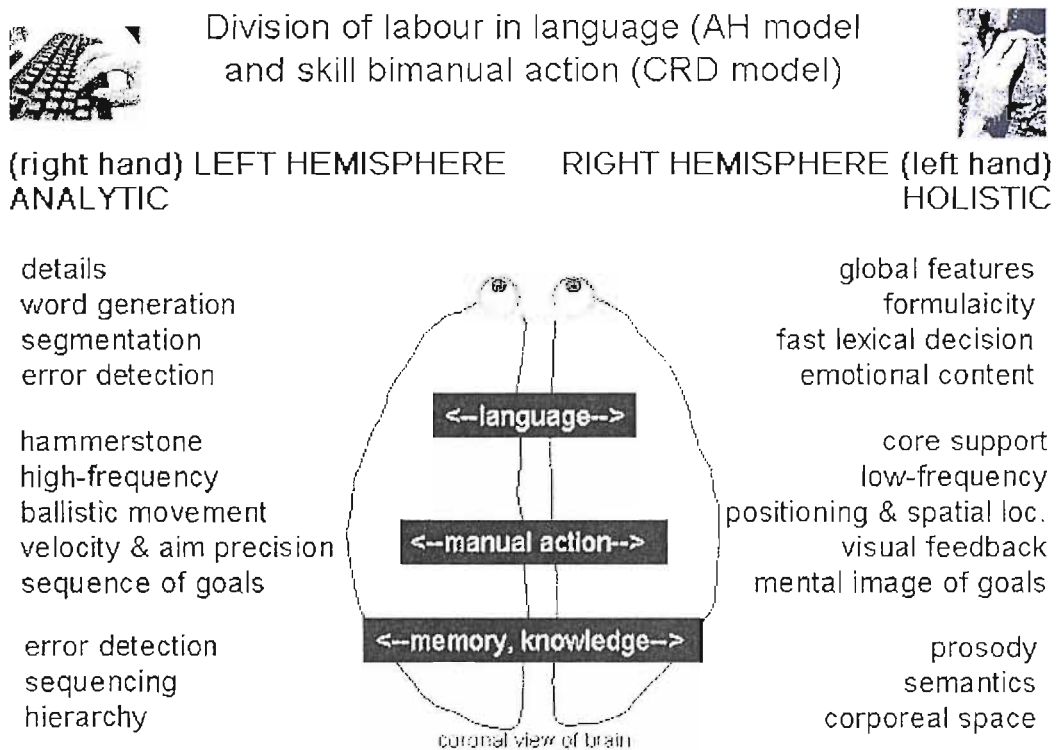 Division of labour in language (AH model
and skill bimanual action (CRD model)
(right hand) LEFT HEMISPHERE
ANALYTIC
RIGHT HEMISPHERE (left hand)
HOLISTIC
details
word generation
segmentation
error detection
global features
formulaicity
fast lexical decision
emotional content
<--language-->
hammerstone
high-frequency
ballistic movement
velocity & aim precision
sequence of goals
core support
low-frequency
positioning & spatial loc.
visual feedback
mental image of goals
<--manual action-->
<--memory, knowledge-->
error detection
sequencing
hierarchy
prosody
semantics
corporeal space
coronal view of brain